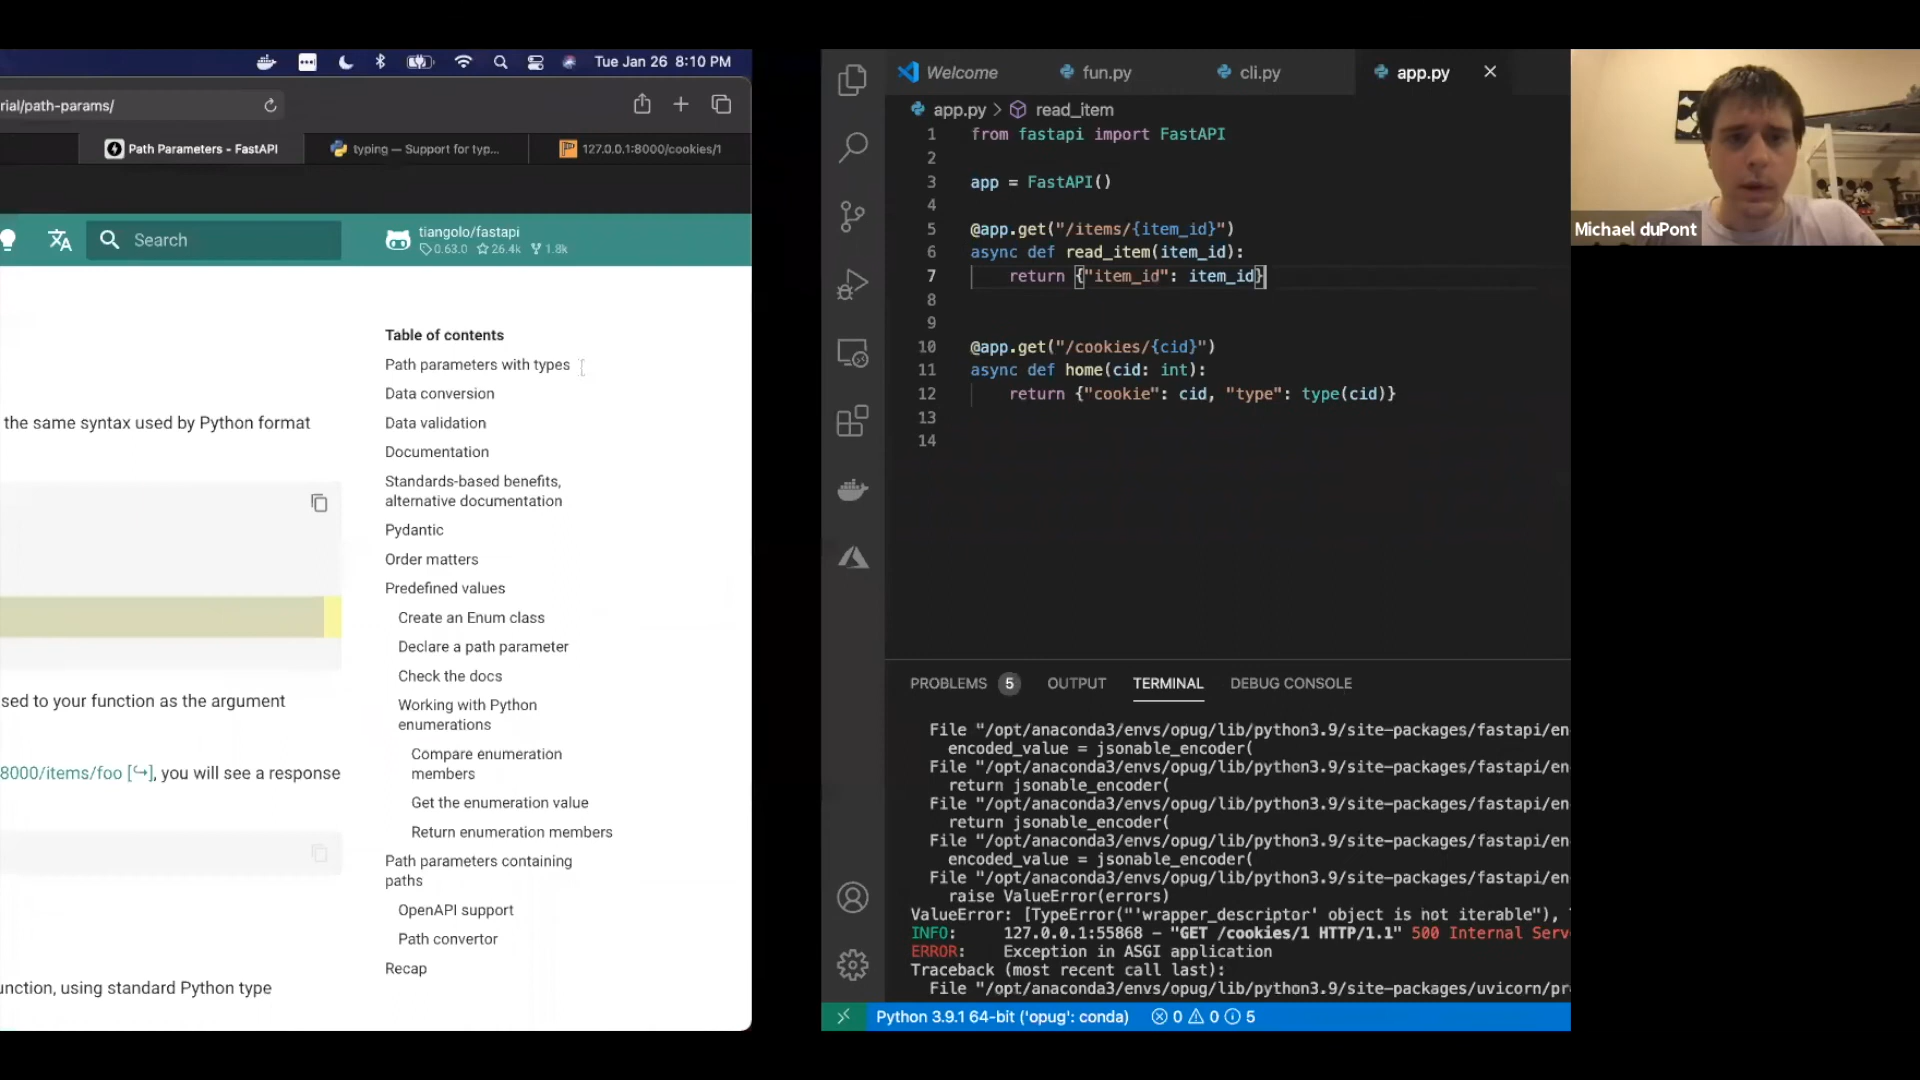 Tue Jan 26 8:10 PM
rial/path-params/
Path Parameters - FastAPI
typing — Support for typ...
127.0.0.1:8000/cookies/1
Search
tiangolo/fastapi
0.63.0 26.4k 1.8k
the same syntax used by Python format
sed to your function as the argument
8000/items/foo [↪], you will see a response
unction, using standard Python type
Table of contents
Path parameters with types
Data conversion
Data validation
Documentation
Standards-based benefits,
alternative documentation
Pydantic
Order matters
Predefined values
Create an Enum class
Declare a path parameter
Check the docs
Working with Python
enumerations
Compare enumeration
members
Get the enumeration value
Return enumeration members
Path parameters containing
paths
OpenAPI support
Path convertor
Recap
Welcome
fun.py
cli.py
app.py
app.py > read_item
1 from fastapi import FastAPI
2
3 app = FastAPI()
4
5 @app.get("/items/{item_id}")
6 async def read_item(item_id):
7 return {"item_id": item_id}
8
9
10 @app.get("/cookies/{cid}")
11 async def home(cid: int):
12 return {"cookie": cid, "type": type(cid)}
13
14
PROBLEMS 5 OUTPUT TERMINAL DEBUG CONSOLE
File "/opt/anaconda3/envs/opug/lib/python3.9/site-packages/fastapi/en
encoded_value = jsonable_encoder(
File "/opt/anaconda3/envs/opug/lib/python3.9/site-packages/fastapi/en
return jsonable_encoder(
File "/opt/anaconda3/envs/opug/lib/python3.9/site-packages/fastapi/en
return jsonable_encoder(
File "/opt/anaconda3/envs/opug/lib/python3.9/site-packages/fastapi/en
encoded_value = jsonable_encoder(
File "/opt/anaconda3/envs/opug/lib/python3.9/site-packages/fastapi/en
raise ValueError(errors)
ValueError: [TypeError("'wrapper_descriptor' object is not iterable"),
INFO: 127.0.0.1:55868 - "GET /cookies/1 HTTP/1.1" 500 Internal Serv
ERROR: Exception in ASGI application
Traceback (most recent call last):
File "/opt/anaconda3/envs/opug/lib/python3.9/site-packages/uvicorn/pr
Python 3.9.1 64-bit ('opug': conda) 0 0 5
Michael duPont